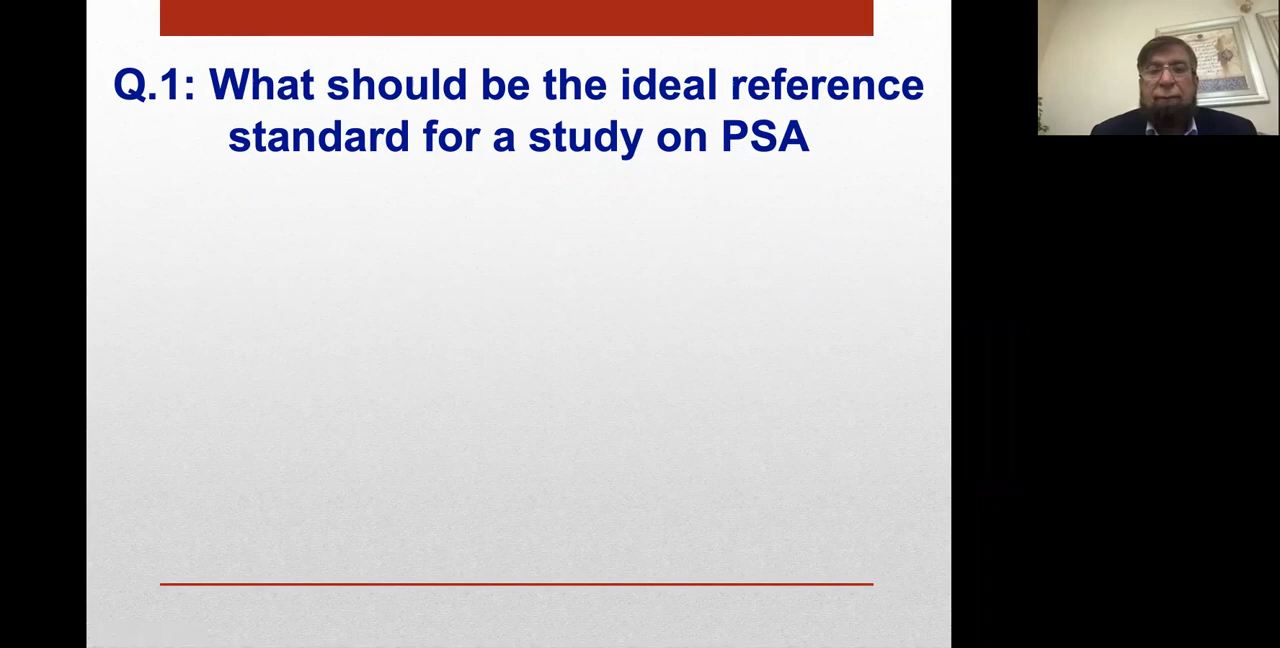 Q.1: What should be the ideal reference
standard for a study on PSA